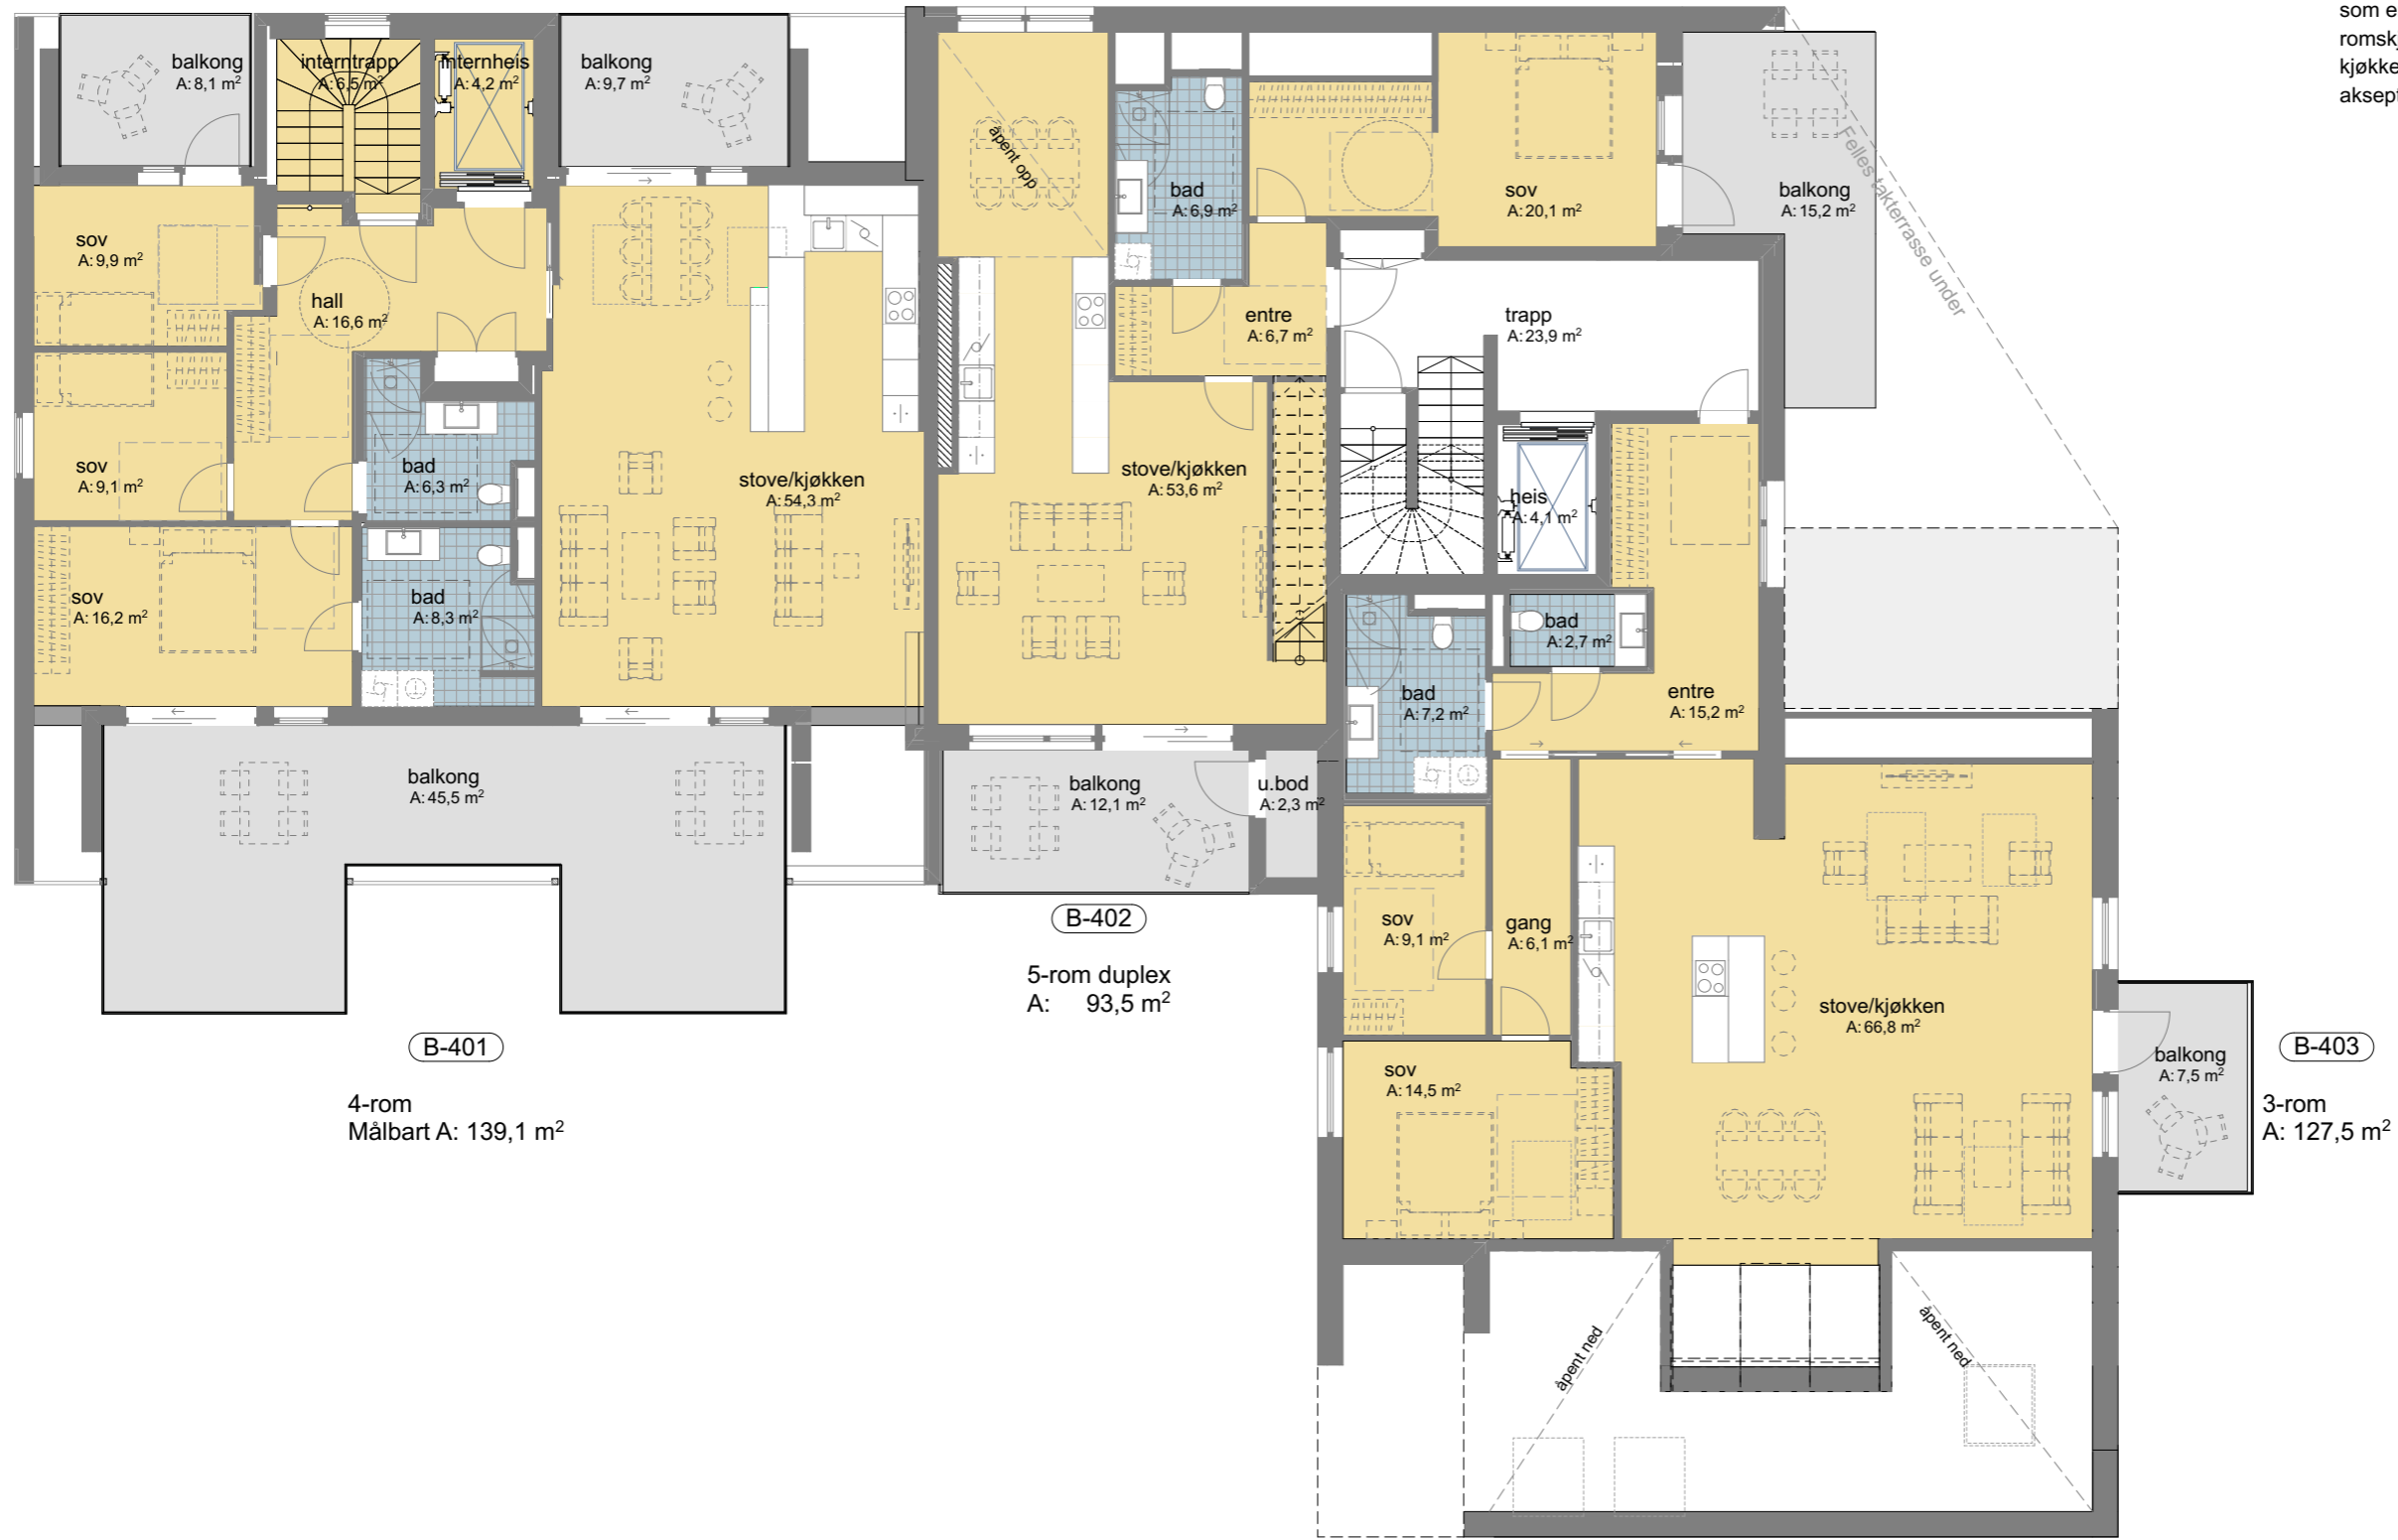 som e
romskj
kjøkke
aksept
balkong
A: 8,1 m²
interntrapp
A: 6,5 m²
internheis
A: 4,2 m²
balkong
A: 9,7 m²
åpent opp
bad
A: 6,9 m²
sov
A: 20,1 m²
balkong
A: 15,2 m²
Felles takterrasse under
sov
A: 9,9 m²
hall
A: 16,6 m²
entre
A: 6,7 m²
trapp
A: 23,9 m²
sov
A: 9,1 m²
bad
A: 6,3 m²
stove/kjøkken
A: 54,3 m²
stove/kjøkken
A: 53,6 m²
heis
A: 4,1 m²
sov
A: 16,2 m²
bad
A: 8,3 m²
bad
A: 2,7 m²
bad
A: 7,2 m²
entre
A: 15,2 m²
balkong
A: 45,5 m²
balkong
A: 12,1 m²
u.bod
A: 2,3 m²
B-402
5-rom duplex
A: 93,5 m²
sov
A: 9,1 m²
gang
A: 6,1 m²
stove/kjøkken
A: 66,8 m²
B-401
4-rom
Målbart A: 139,1 m²
sov
A: 14,5 m²
balkong
A: 7,5 m²
B-403
3-rom
A: 127,5 m²
åpent ned
åpent ned